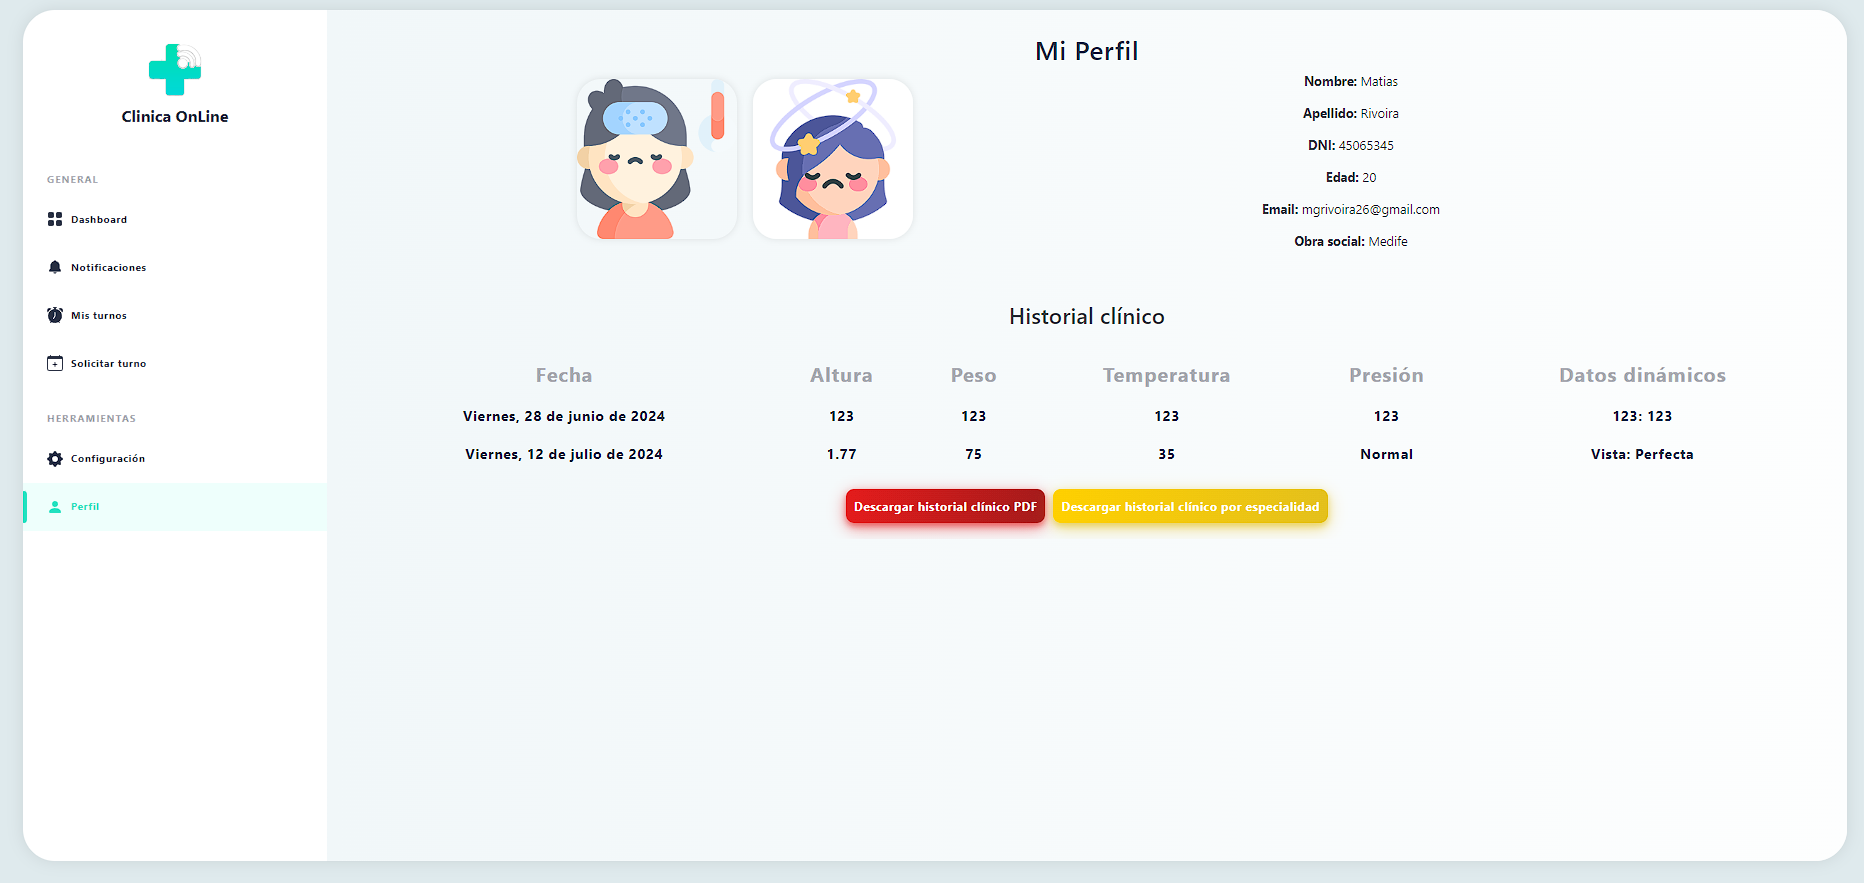 Clinica OnLine
GENERAL
Dashboard
Notificaciones
Mis turnos
Solicitar turno
HERRAMIENTAS
Configuración
Perfil
Mi Perfil
Nombre: Matias
Apellido: Rivoira
DNI: 45065345
Edad: 20
Email: mgrivoira26@gmail.com
Obra social: Medife
Historial clínico
Fecha Altura Peso Temperatura Presión Datos dinámicos
Viernes, 28 de junio de 2024 123 123 123 123 123: 123
Viernes, 12 de julio de 2024 1.77 75 35 Normal Vista: Perfecta
Descargar historial clínico PDF Descargar historial clínico por especialidad